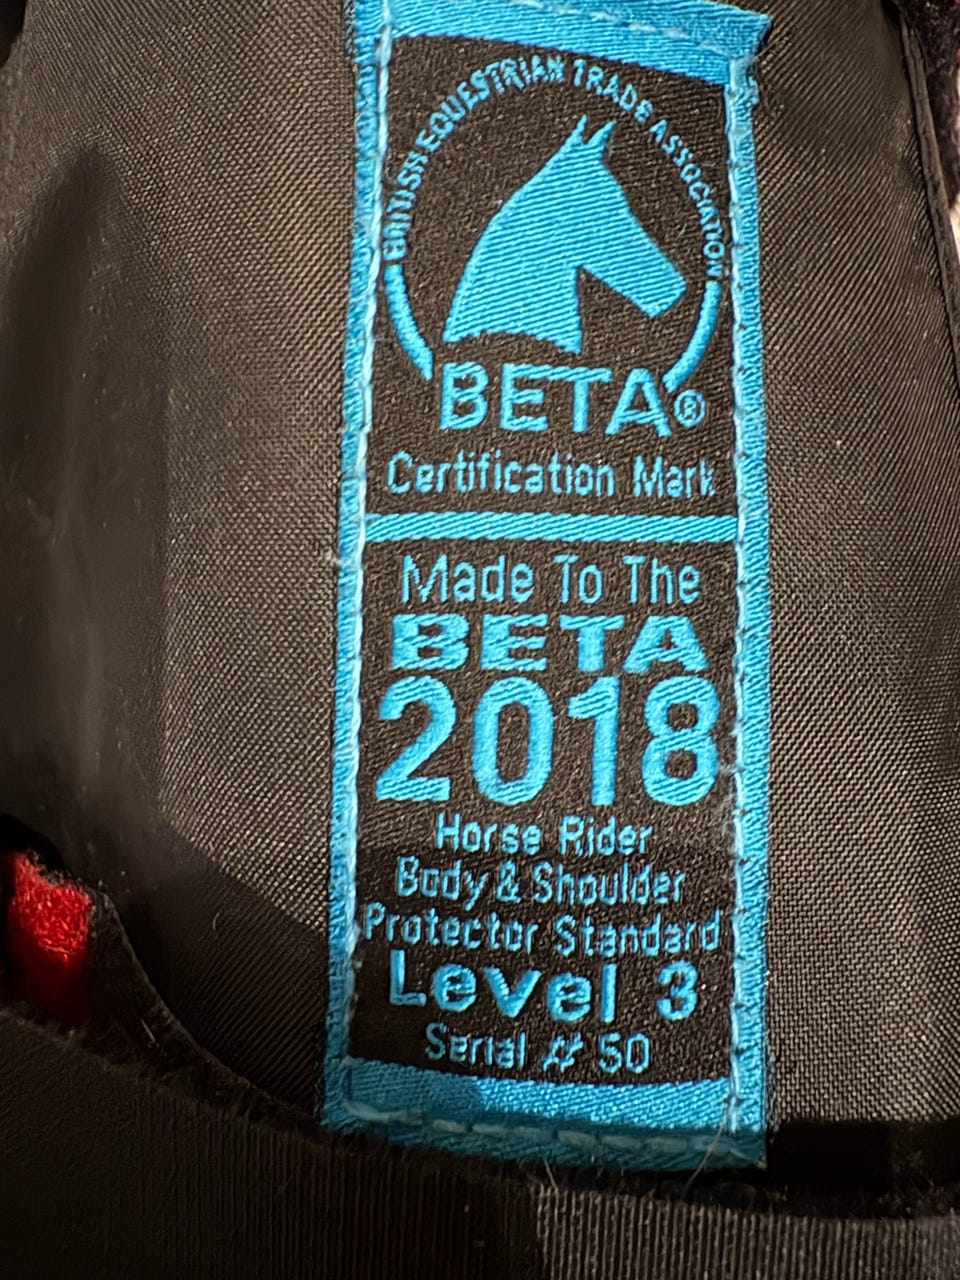 BRITISH EQUESTRIAN TRADE ASSOCIATION
BETA®
Certification Mark
Made To The
BETA
2018
Horse Rider
Body & Shoulder
Protector Standard
Level 3
Serial # 50